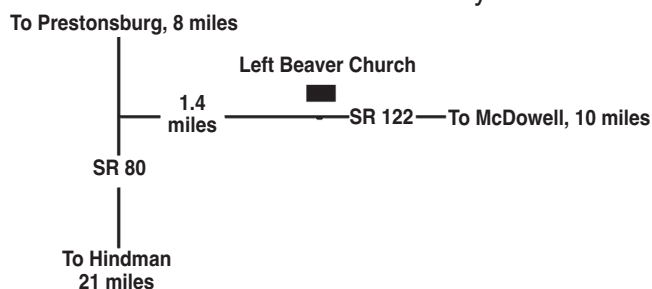 To Prestonsburg, 8 miles
Left Beaver Church
1.4
miles
SR 122
To McDowell, 10 miles
SR 80
To Hindman
21 miles